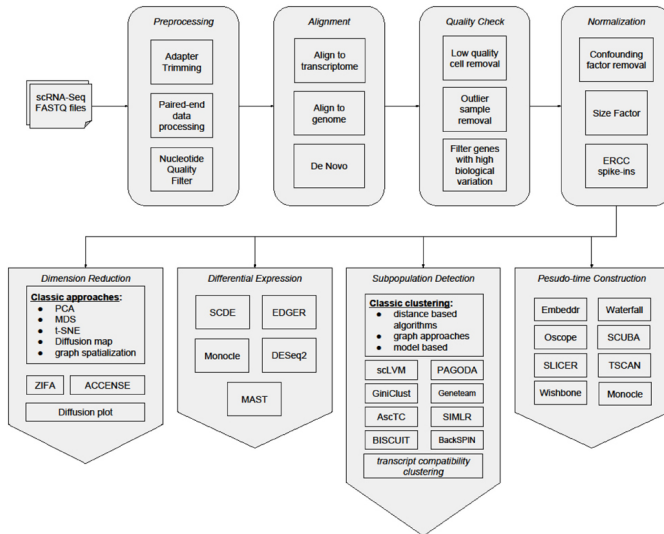 scRNA-Seq
FASTQ files
Preprocessing
Adapter
Trimming
Paired-end
data
processing
Nucleotide
Quality
Filter
Alignment
Align to
transcriptome
Align to
genome
De Novo
Quality Check
Low quality
cell removal
Outlier
sample
removal
Filter genes
with high
biological
variation
Normalization
Confounding
factor removal
Size Factor
ERCC
spike-ins
Dimension Reduction
Classic approaches:
● PCA
● MDS
● t-SNE
● Diffusion map
● graph spatialization
ZIFA
ACCENSE
Diffusion plot
Differential Expression
SCDE
EDGER
Monocle
DESeq2
MAST
Subpopulation Detection
Classic clustering:
● distance based
algorithms
● graph approaches
● model based
scLVM
PAGODA
GiniClust
Geneteam
AscTC
SIMLR
BISCUIT
BackSPIN
transcript compatibility
clustering
Pesudo-time Construction
Embeddr
Waterfall
Oscope
SCUBA
SLICER
TSCAN
Wishbone
Monocle